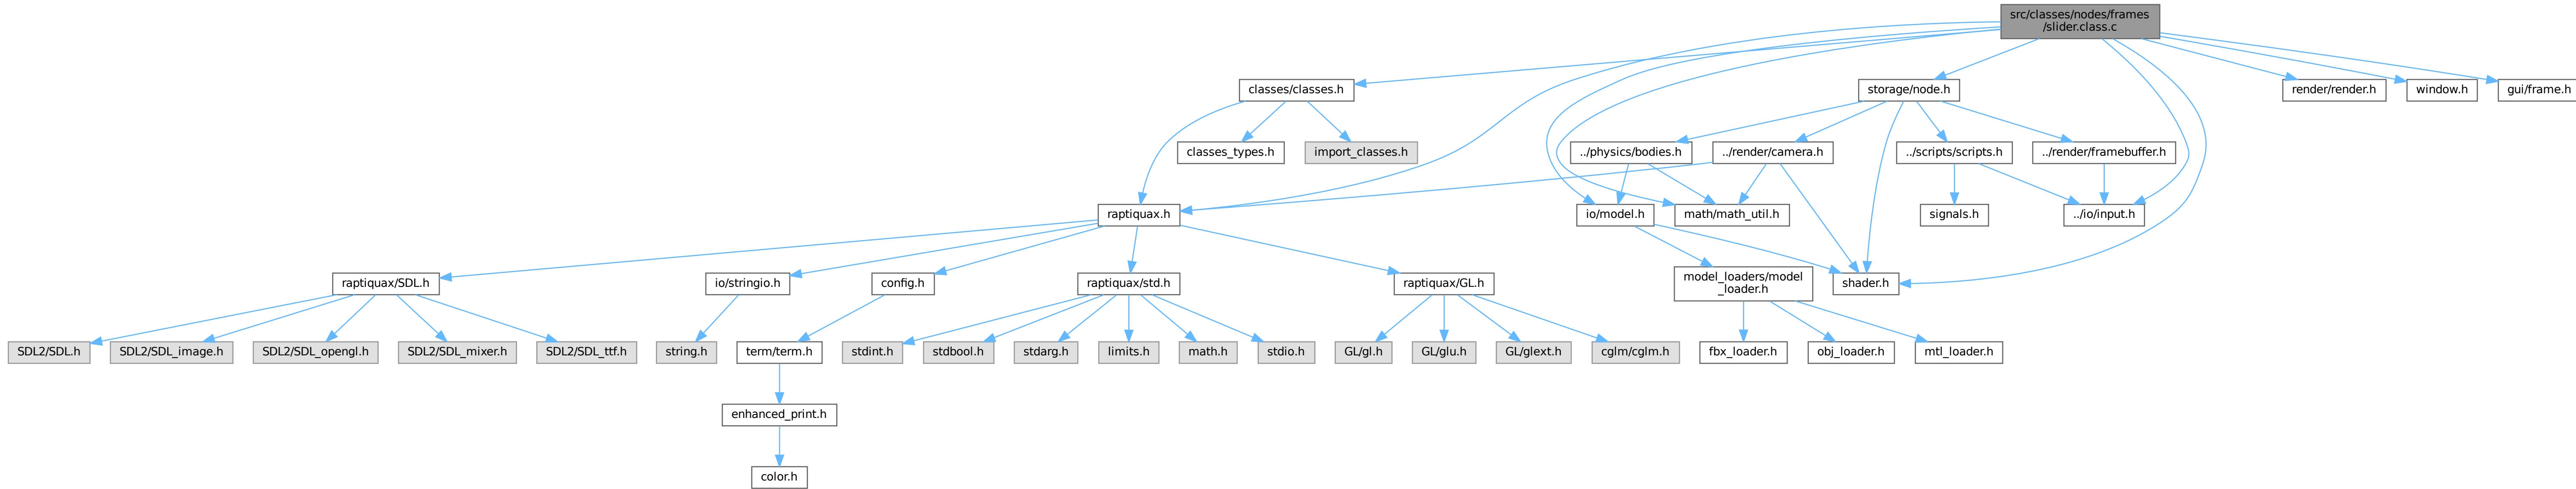 src/classes/nodes/frames
/slider.class.c
classes/classes.h
storage/node.h
render/render.h
window.h
gui/frame.h
classes_types.h
import_classes.h
../physics/bodies.h
../render/camera.h
../scripts/scripts.h
../render/framebuffer.h
raptiquax.h
io/model.h
math/math_util.h
signals.h
../io/input.h
raptiquax/SDL.h
io/stringio.h
config.h
raptiquax/std.h
raptiquax/GL.h
model_loaders/model
_loader.h
shader.h
SDL2/SDL.h
SDL2/SDL_image.h
SDL2/SDL_opengl.h
SDL2/SDL_mixer.h
SDL2/SDL_ttf.h
string.h
term/term.h
stdint.h
stdbool.h
stdarg.h
limits.h
math.h
stdio.h
GL/gl.h
GL/glu.h
GL/glext.h
cglm/cglm.h
fbx_loader.h
obj_loader.h
mtl_loader.h
enhanced_print.h
color.h